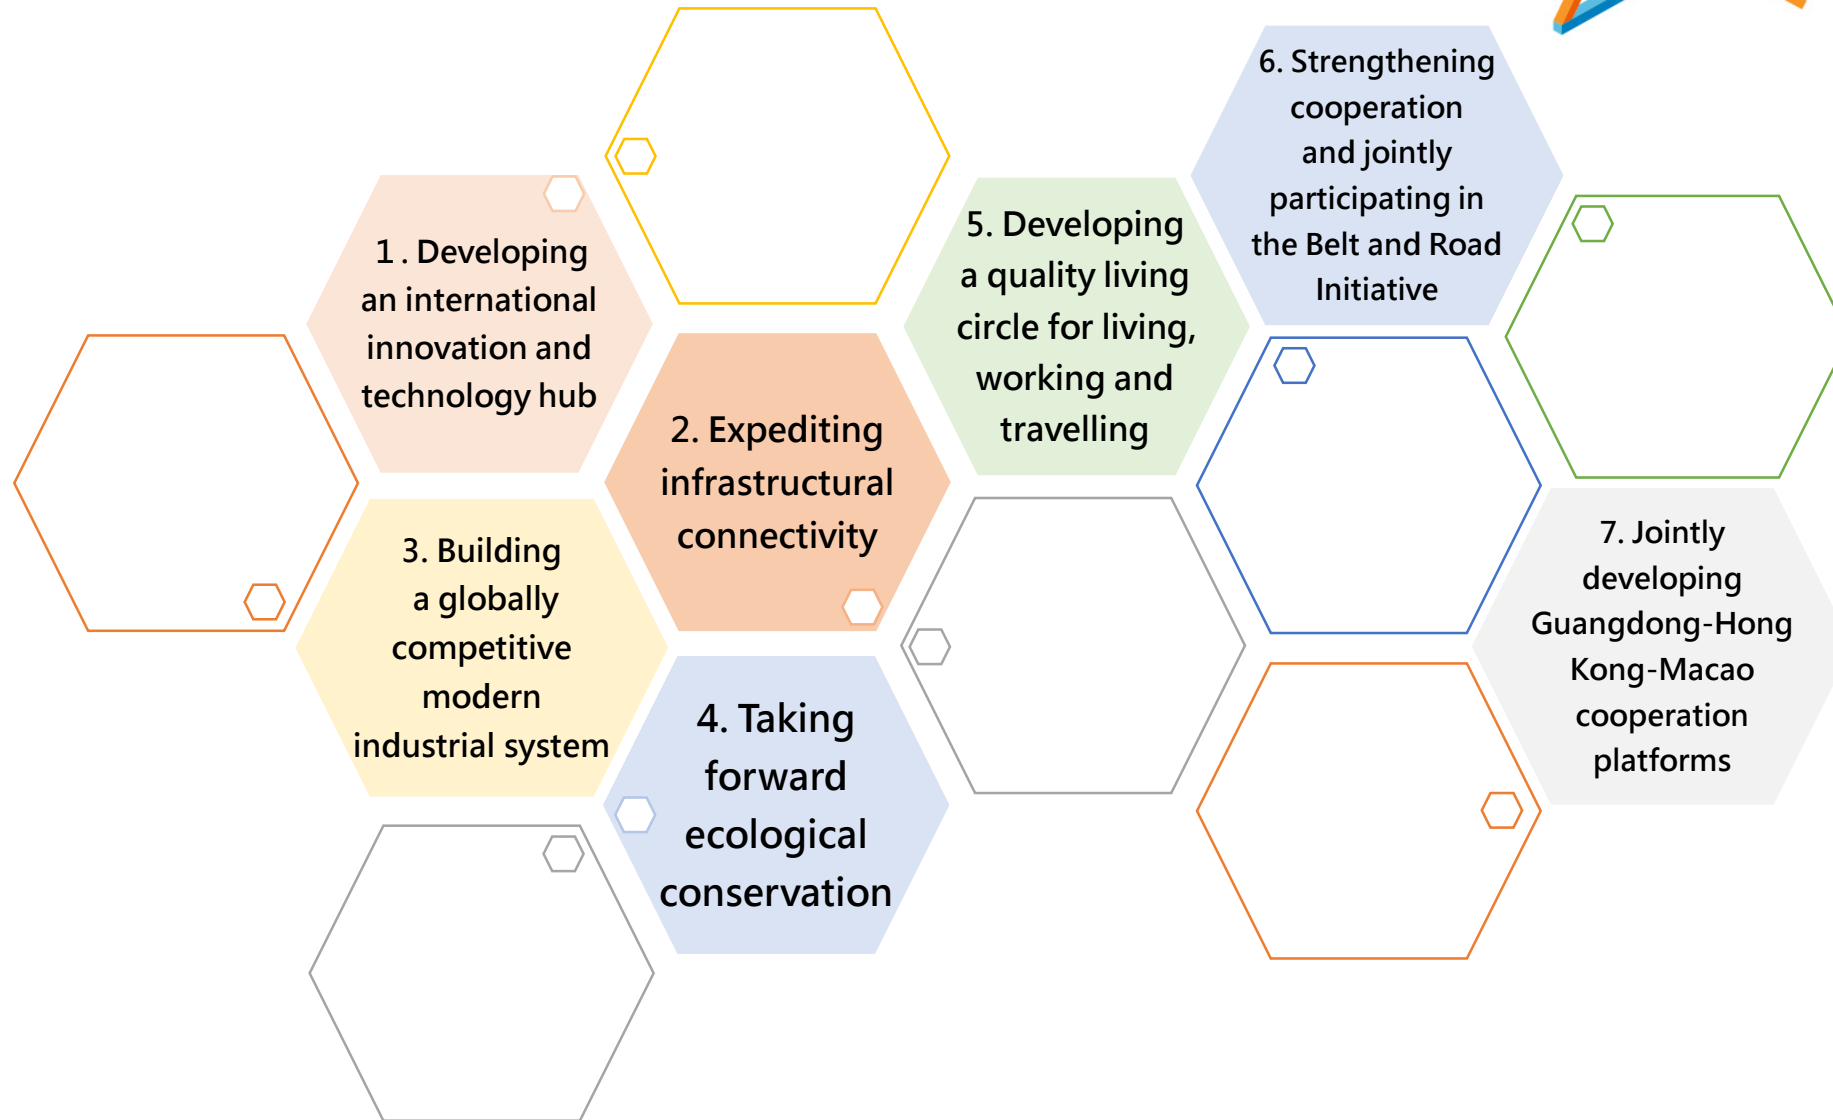 1. Developing
an international
innovation and
technology hub
2. Expediting
infrastructural
connectivity
3. Building
a globally
competitive
modern
industrial system
4. Taking
forward
ecological
conservation
5. Developing
a quality living
circle for living,
working and
travelling
6. Strengthening
cooperation
and jointly
participating in
the Belt and Road
Initiative
7. Jointly
developing
Guangdong-Hong
Kong-Macao
cooperation
platforms